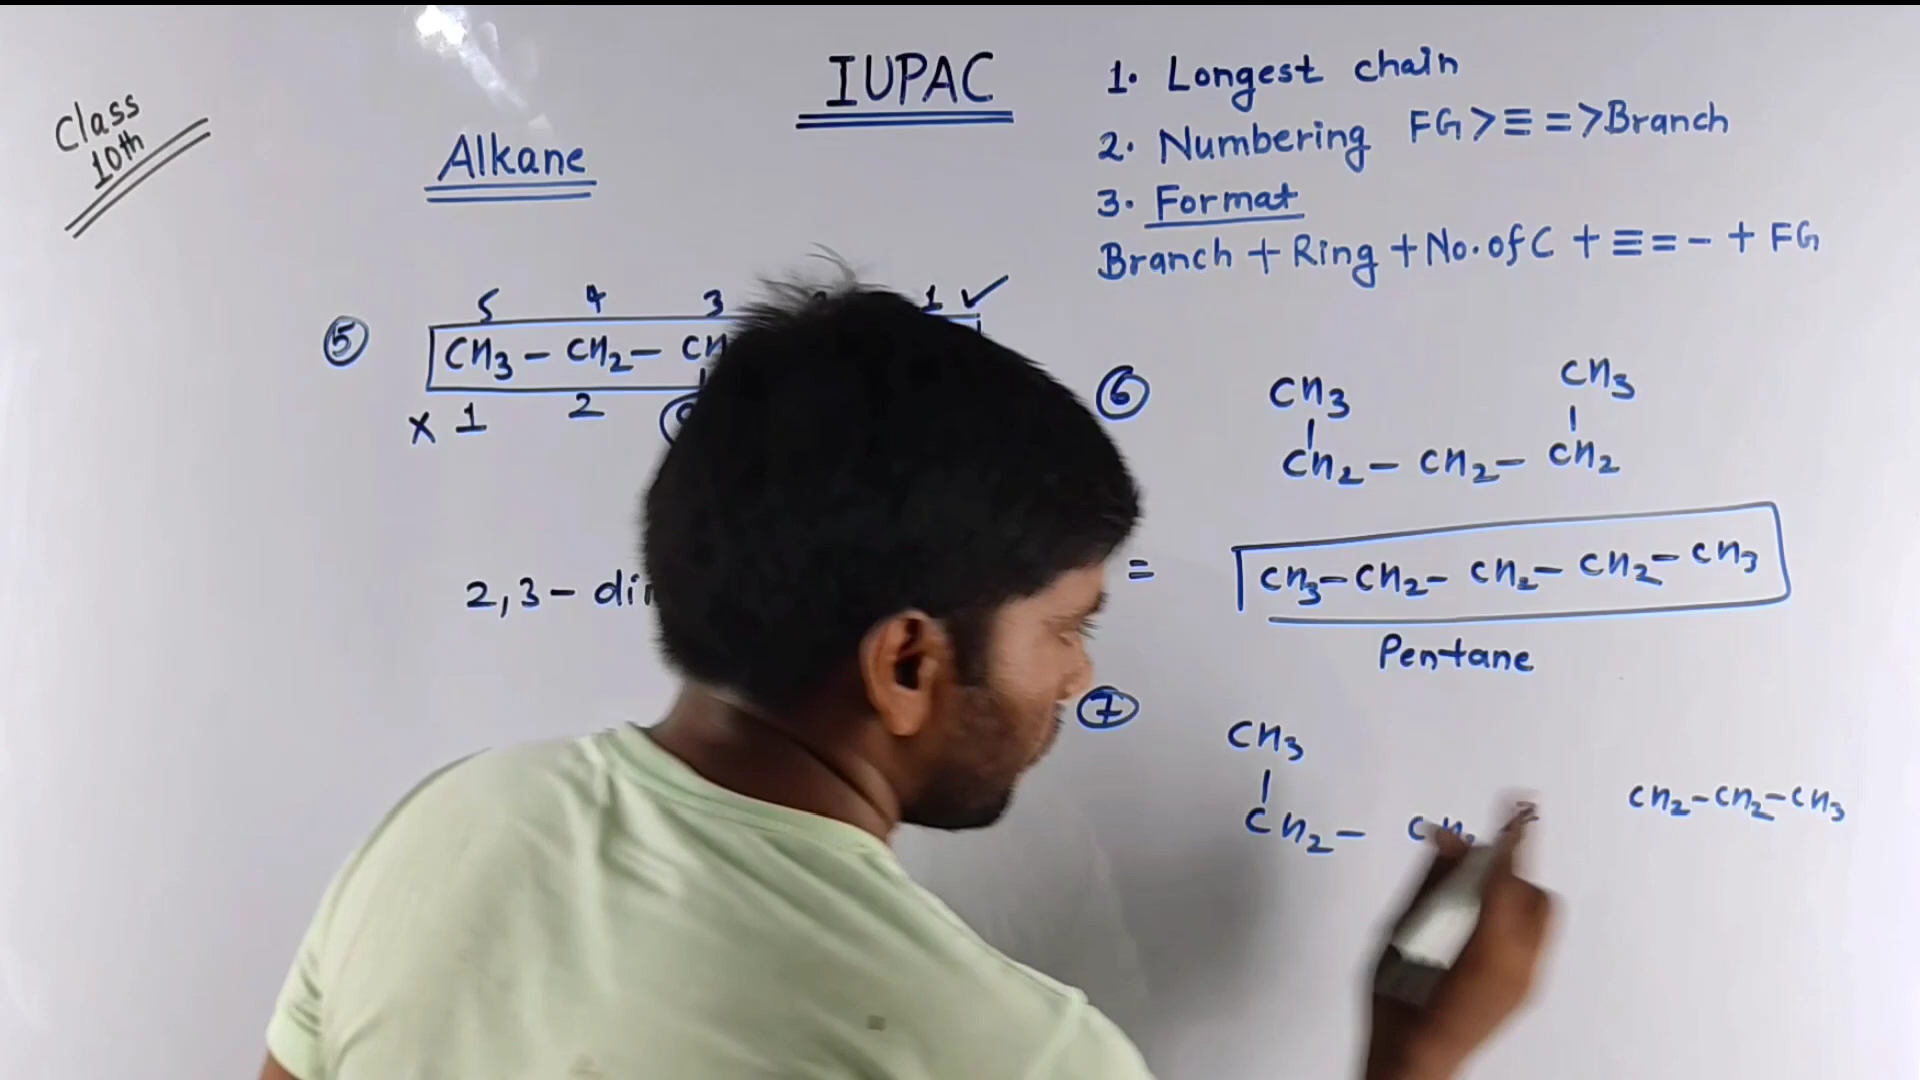 Class
10th
IUPAC
Alkane
1. Longest chain
2. Numbering FG>≡ =>Branch
3. Format
Branch + Ring + No. of C + ≡ = - + FG
5 4 3 1 ✓
⑤ CH3 - CH2 - CH
x 1 2
2,3-
⑥ CH3 CH3
CH2 - CH2 - CH2
= CH3-CH2- CH2- CH2-CH3
Pentane
⑦ CH3
CH2 - CH2-CH2-CH3